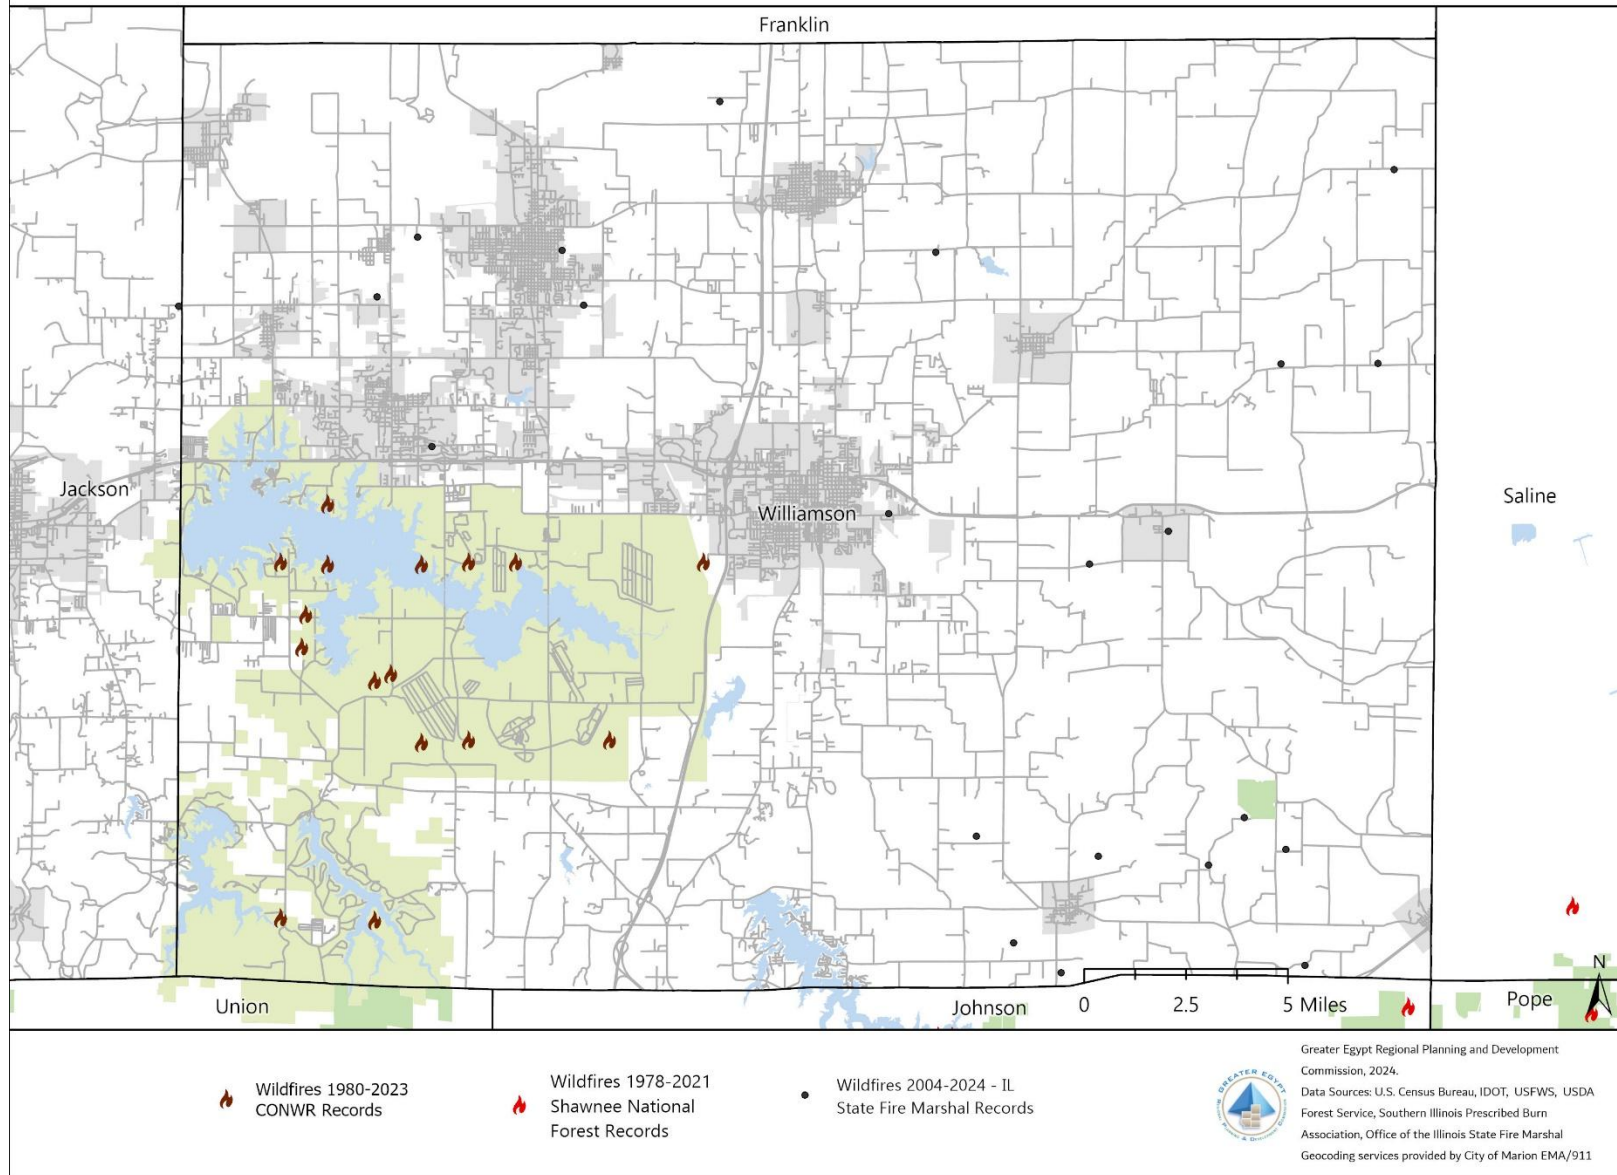 Franklin
Jackson
Williamson
Saline
Union
Johnson
0 2.5 5 Miles
Pope
N
Wildfires 1980-2023
CONWR Records
Wildfires 1978-2021
Shawnee National
Forest Records
Wildfires 2004-2024 - IL
State Fire Marshal Records
GREATER EGYPT
Greater Egypt Regional Planning and Development
Commission, 2024.
Data Sources: U.S. Census Bureau, IDOT, USFWS, USDA
Forest Service, Southern Illinois Prescribed Burn
Association, Office of the Illinois State Fire Marshal
Geocoding services provided by City of Marion EMA/911